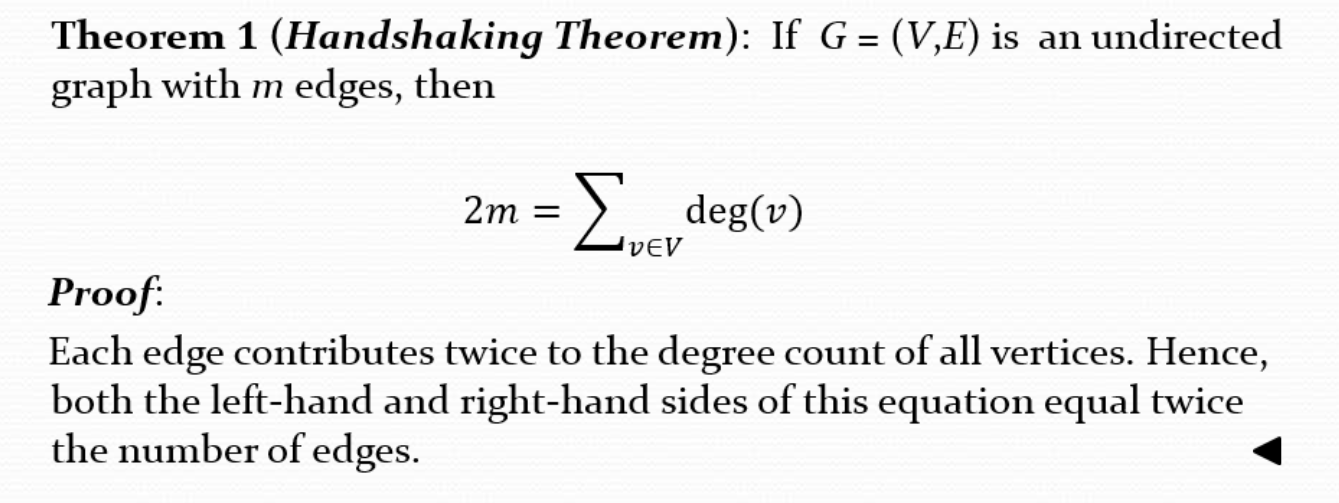 Theorem 1 (Handshaking Theorem): If G = (V,E) is an undirected
graph with m edges, then
2m = ∑v∈V deg(v)
Proof:
Each edge contributes twice to the degree count of all vertices. Hence,
both the left-hand and right-hand sides of this equation equal twice
the number of edges. ◀